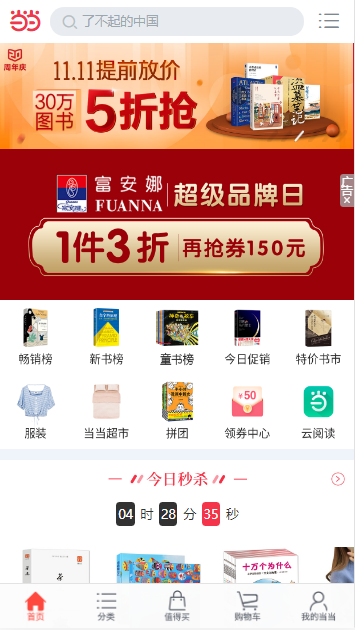 当当
了不起的中国
周年庆
11.11提前放价
30万
图书
5折抢
盗墓笔记
富安娜
FUANNA
超级品牌日
1件3折 再抢券150元
广告×
畅销榜 新书榜 童书榜 今日促销 特价书市
¥50
服装 当当超市 拼团 领券中心 云阅读
今日秒杀
04 时 28 分 35 秒
十万个为什么
首页 分类 值得买 购物车 我的当当